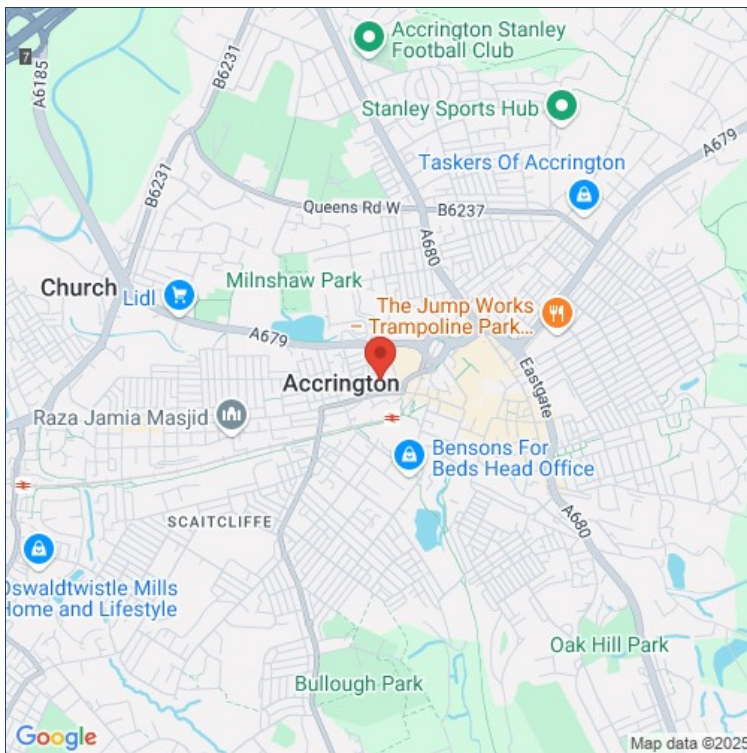 Accrington Stanley
Football Club
7
A6185
B6231
Stanley Sports Hub
A679
Taskers Of Accrington
B6231
Queens Rd W
B6237
A680
Church
Milnshaw Park
Lidl
The Jump Works
– Trampoline Park...
A679
Accrington
Eastgate
Raza Jamia Masjid
Bensons For
Beds Head Office
A680
SCAITCLIFFE
Oswaldtwistle Mills
Home and Lifestyle
Oak Hill Park
Bullough Park
Google
Map data ©2025